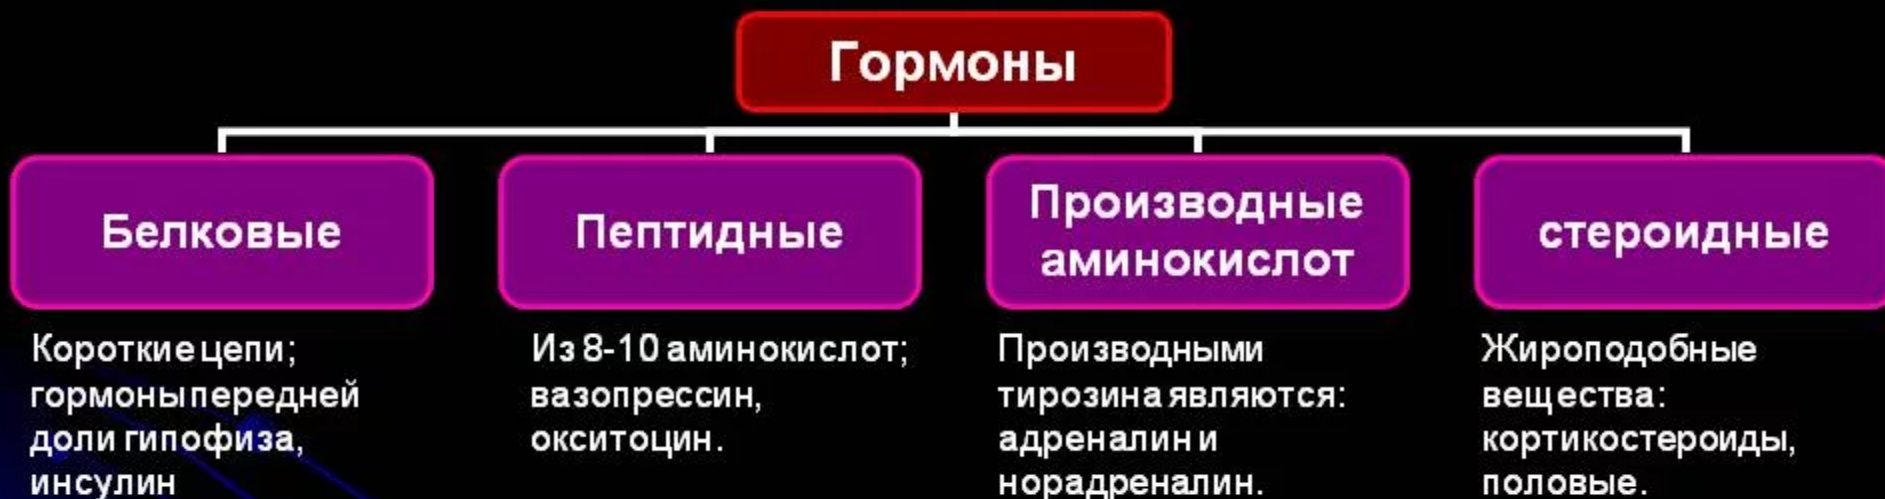 Гормоны
Белковые
Пептидные
Производные
аминокислот
стероидные
Короткие цепи;
гормоны передней
доли гипофиза,
инсулин
Из 8-10 аминокислот;
вазопрессин,
окситоцин.
Производными
тирозина являются:
адреналин и
норадреналин.
Жироподобные
вещества:
кортикостероиды,
половые.